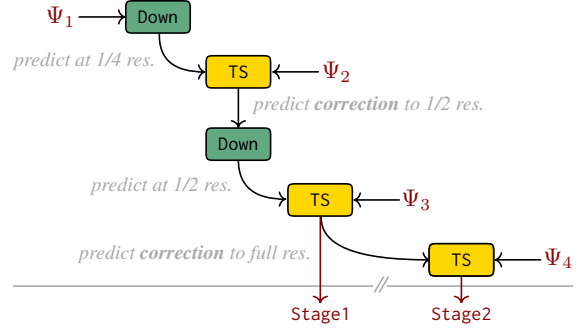 Ψ1 Down
predict at 1/4 res.
TS Ψ2
predict correction to 1/2 res.
Down
predict at 1/2 res.
TS Ψ3
predict correction to full res.
TS Ψ4
Stage1 Stage2